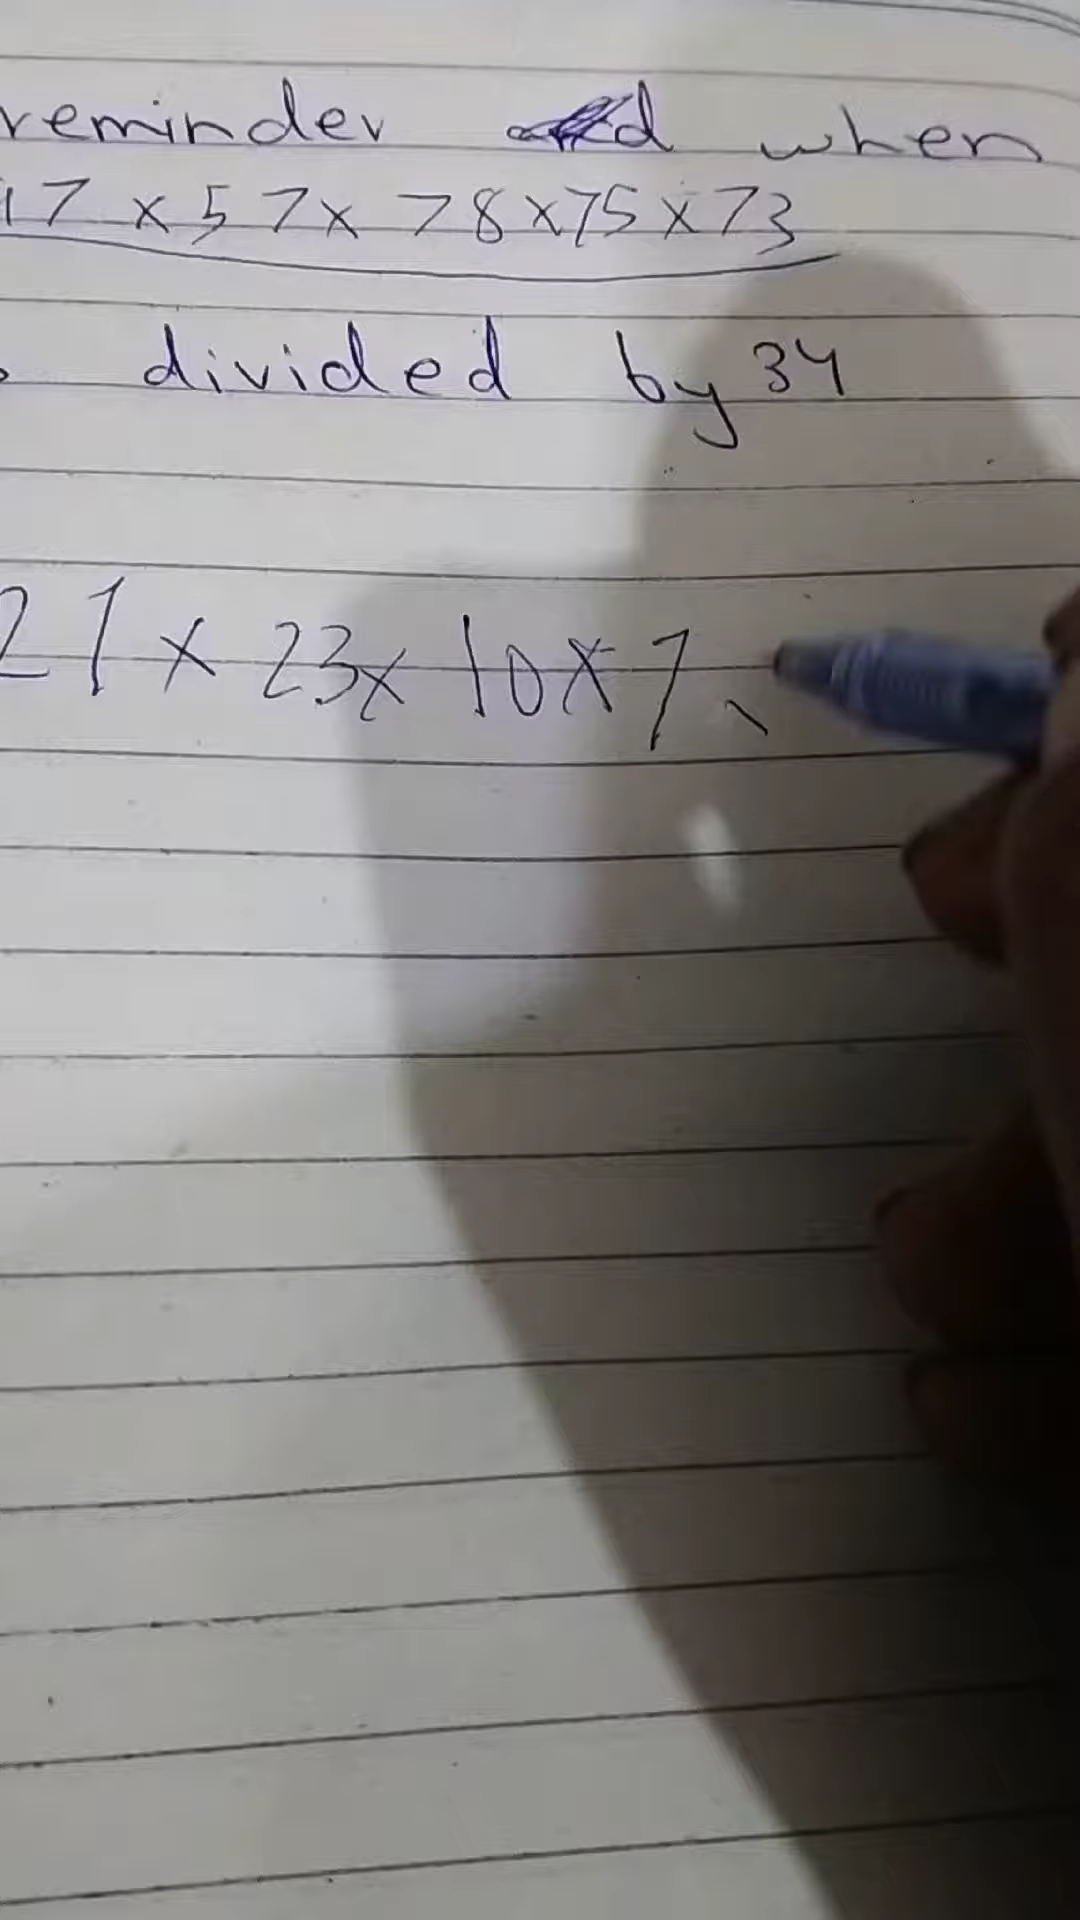 reminder when
17 x 57 x 78 x 75 x 73
divided by 34
21 x 23 x 10 x 7